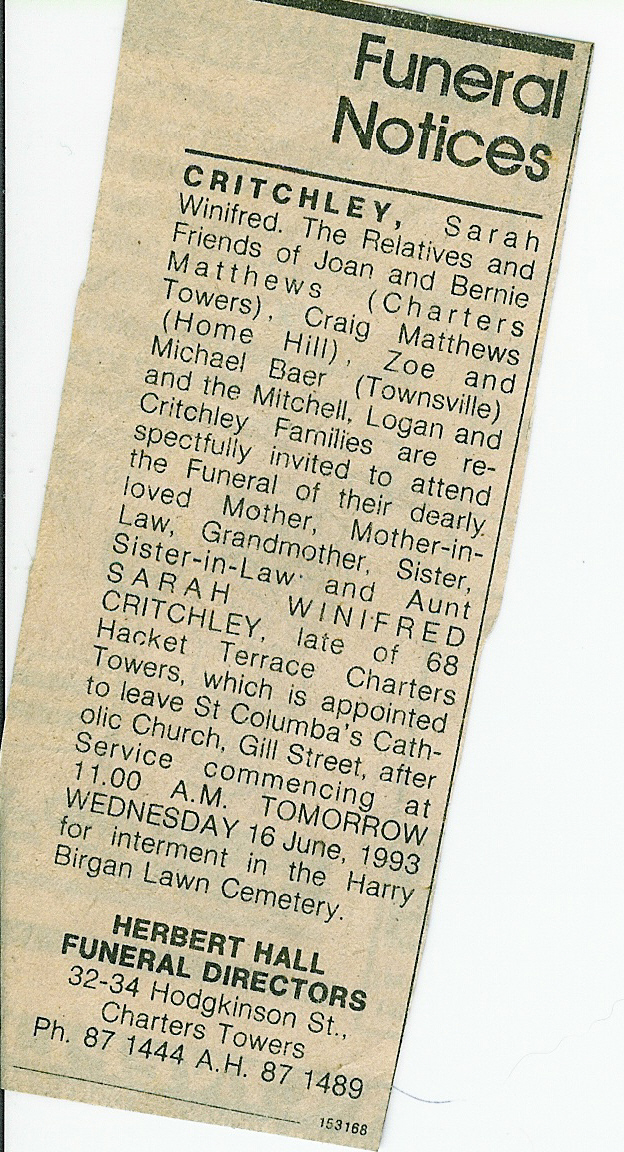 Funeral
Notices
CRITCHLEY, Sarah
Winifred. The Relatives and
Friends of Joan and Bernie
Matthews (Charters
Towers), Craig Matthews
(Home Hill), Zoe and
Michael Baer (Townsville)
and the Mitchell, Logan and
Critchley Families are re-
spectfully invited to attend
the Funeral of their dearly
loved Mother, Mother-in-
Law, Grandmother, Sister,
Sister-in-Law and Aunt
SARAH WINIFRED
CRITCHLEY, late of 68
Hacket Terrace Charters
Towers, which is appointed
to leave St Columba's Cath-
olic Church, Gill Street, after
Service commencing at
11.00 A.M. TOMORROW
WEDNESDAY 16 June, 1993
for interment in the Harry
Birgan Lawn Cemetery.
HERBERT HALL
FUNERAL DIRECTORS
32-34 Hodgkinson St.,
Charters Towers
Ph. 87 1444 A.H. 87 1489
153168